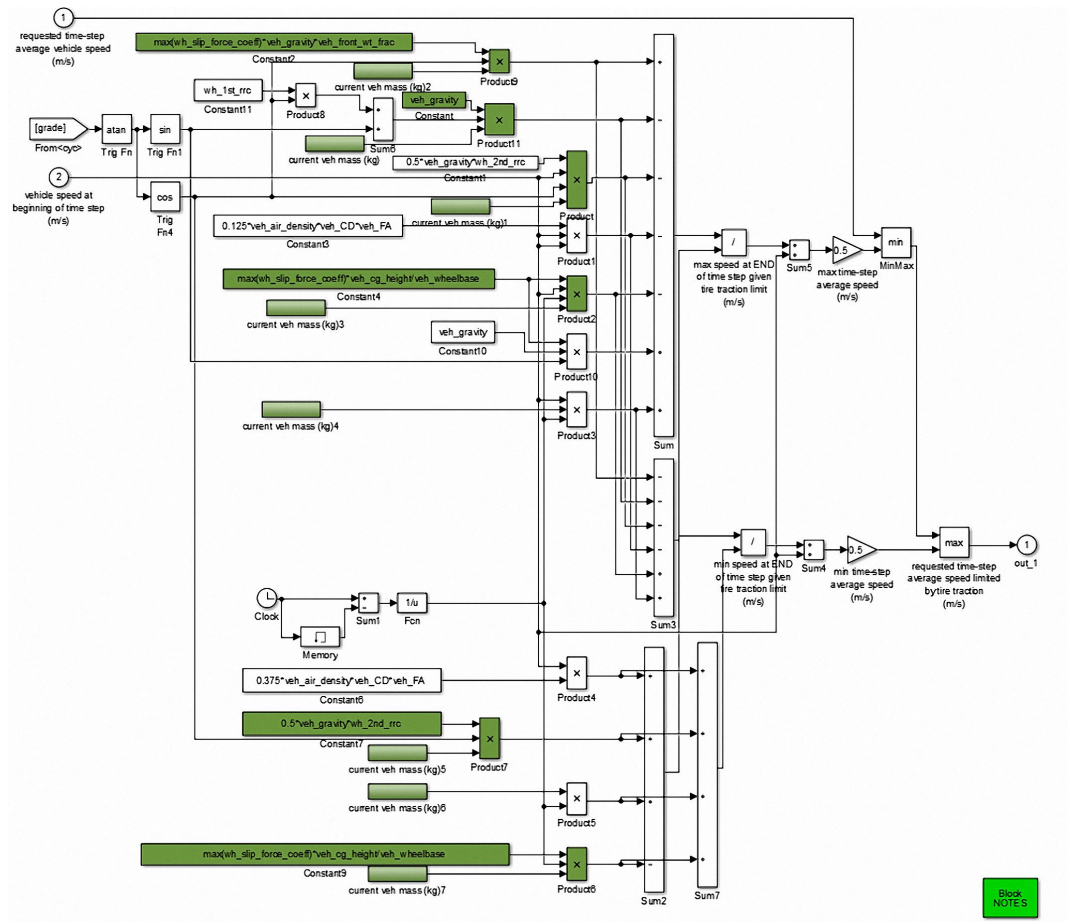 1
requested time-step
average vehicle speed
(m/s)
max(wh_slip_force_coeff)*veh_gravity*veh_front_wt_frac
Constant2
current veh mass (kg)2
Product9
wh_1st_rrc
Constant11
Product8
veh_gravity
Constant
Sum6
current veh mass (kg)
Product11
[grade]
From<cyc>
atan
Trig Fn
sin
Trig Fn1
0.5*veh_gravity*wh_2nd_rrc
Constant1
2
vehicle speed at
beginning of time step
(m/s)
cos
Trig
Fn4
current veh mass (kg)1
Product
0.125*veh_air_density*veh_CD*veh_FA
Constant3
Product1
max(wh_slip_force_coeff)*veh_cg_height/veh_wheelbase
Constant4
current veh mass (kg)3
Product2
veh_gravity
Constant10
Product10
current veh mass (kg)4
Product3
Sum
/
max speed at END
of time step given
tire traction limit
(m/s)
Sum5
0.5
max time-step
average speed
(m/s)
min
MinMax
Sum3
/
min speed at END
of time step given
tire traction limit
(m/s)
Sum4
0.5
min time-step
average speed
(m/s)
max
requested time-step
average speed limited
by tire traction
(m/s)
1
out_1
Clock
Memory
Sum1
1/u
Fcn
0.375*veh_air_density*veh_CD*veh_FA
Constant6
Product4
0.5*veh_gravity*wh_2nd_rrc
Constant7
current veh mass (kg)5
Product7
current veh mass (kg)6
Product5
max(wh_slip_force_coeff)*veh_cg_height/veh_wheelbase
Constant9
current veh mass (kg)7
Product6
Sum2
Sum7
Block
NOTES